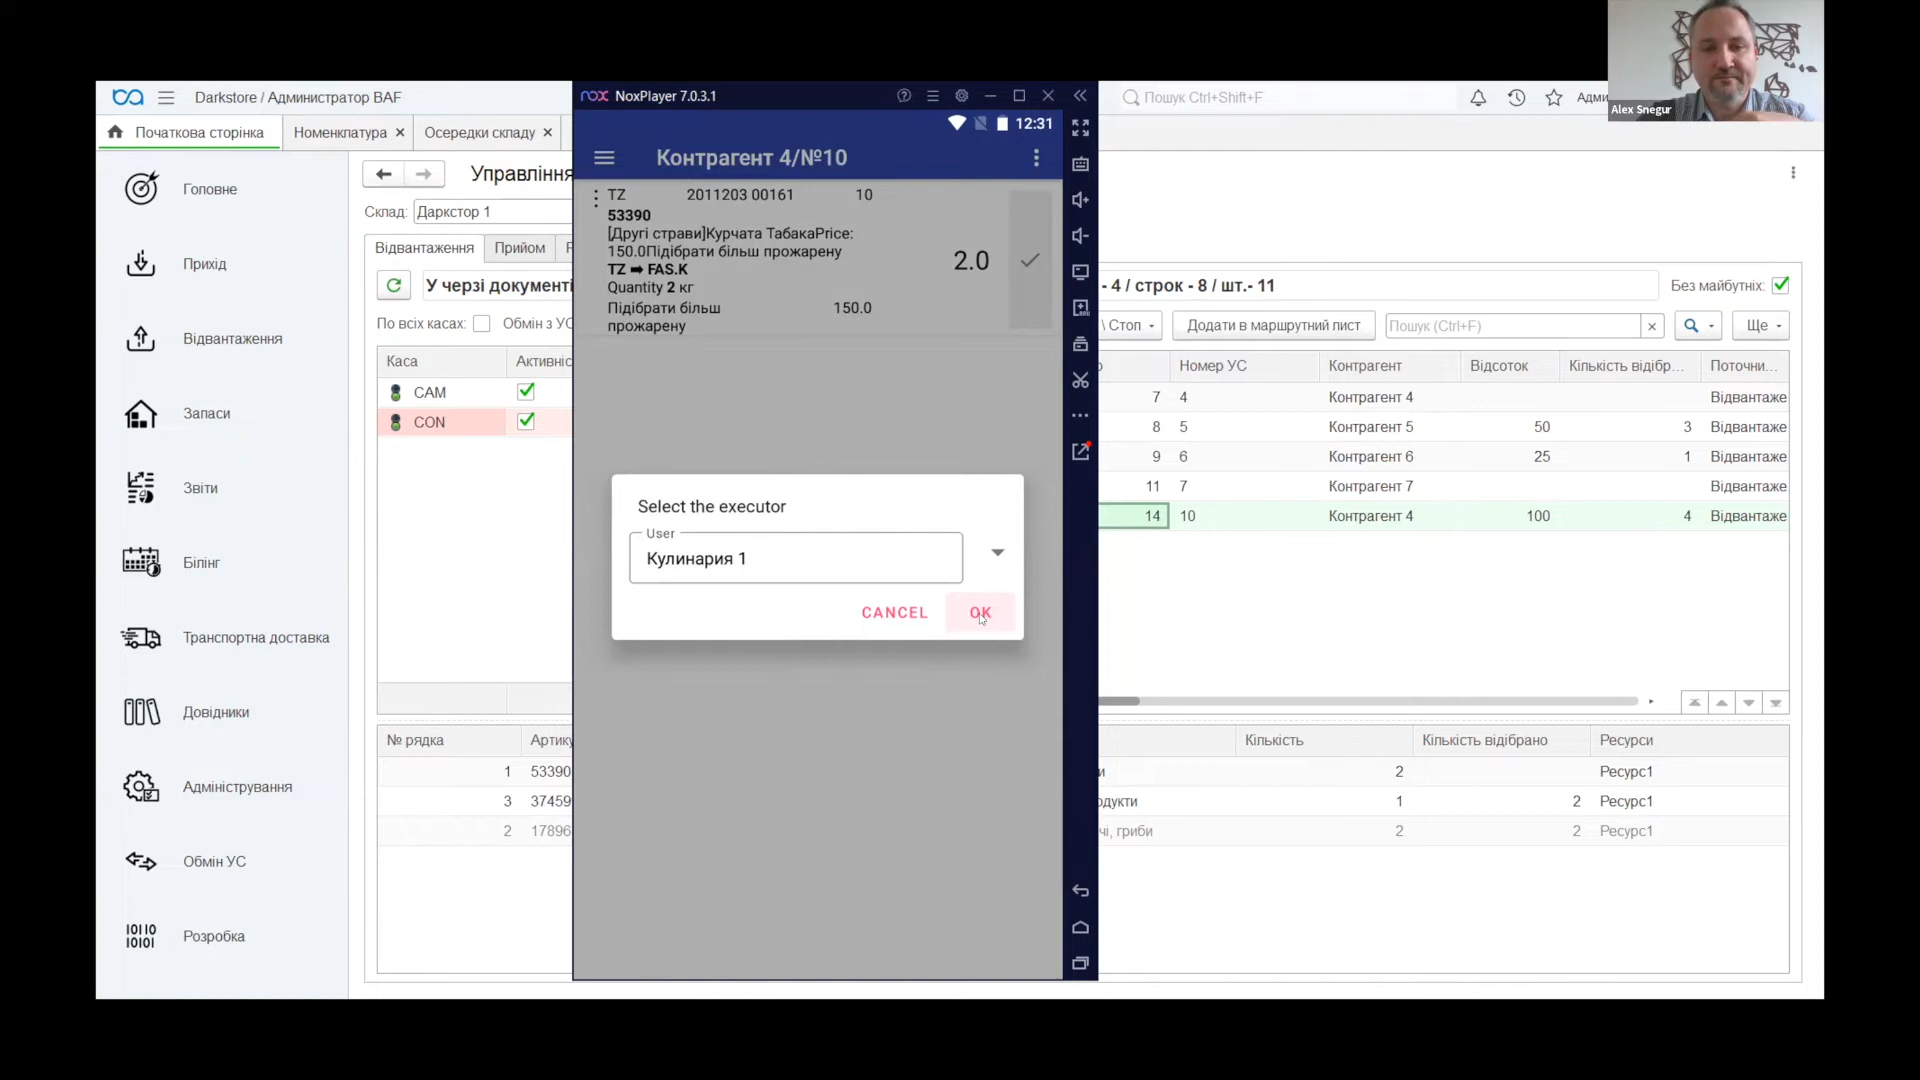 Alex Snegur
Darkstore / Администратор BAF
Пошук Ctrl+Shift+F
Адми
Початкова сторінка
Номенклатура
Осередки складу
Головне
Прихід
Відвантаження
Запаси
Звіти
Білінг
Транспортна доставка
Довідники
Адміністрування
Обмін УС
Розробка
Управління
Склад: Даркстор 1
Відвантаження Прийом
У черзі документі
По всіх касах: Обмін з УС
Каса Активніс
CAM
CON
nox NoxPlayer 7.0.3.1
12:31
Контрагент 4/№10
TZ 2011203 00161 10
53390
[Другі страви]Курчата ТабакаPrice:
150.0Підібрати більш прожарену
TZ ➡ FAS.K
Quantity 2 кг
Підібрати більш
прожарену
150.0
2.0
Select the executor
User
Кулинария 1
CANCEL OK
- 4 / строк - 8 / шт.- 11
Без майбутніх:
\ Стоп Додати в маршрутний лист Пошук (Ctrl+F) Ще
Номер УС Контрагент Відсоток Кількість відібр... Поточни...
7 4 Контрагент 4 Відвантаже
8 5 Контрагент 5 50 3 Відвантаже
9 6 Контрагент 6 25 1 Відвантаже
11 7 Контрагент 7 Відвантаже
14 10 Контрагент 4 100 4 Відвантаже
№ рядка Артику Кількість Кількість відібрано Ресурси
1 53390 и 2 Ресурс1
3 37459 одукти 1 2 Ресурс1
2 17896 чі, гриби 2 2 Ресурс1